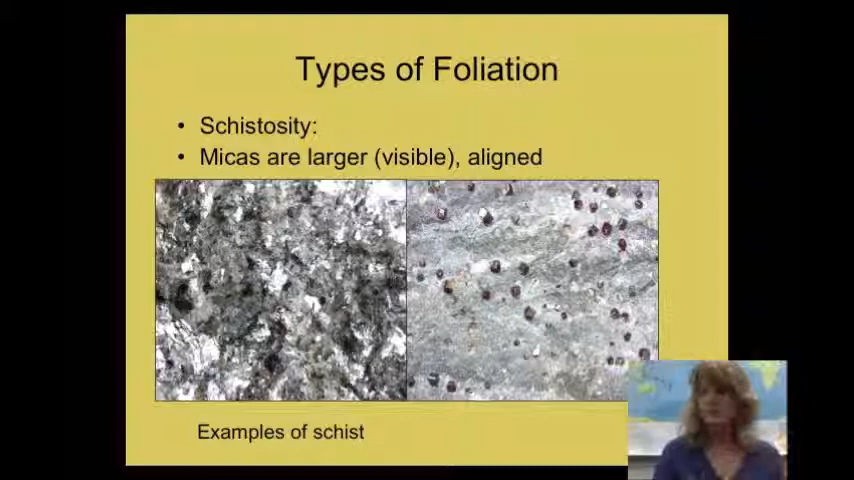 Types of Foliation
• Schistosity:
• Micas are larger (visible), aligned
Examples of schist